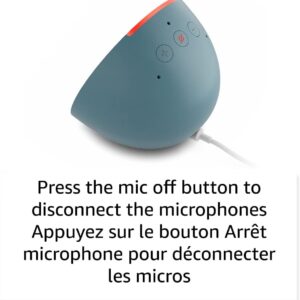 Press the mic off button to
disconnect the microphones
Appuyez sur le bouton Arrêt
microphone pour déconnecter
les micros